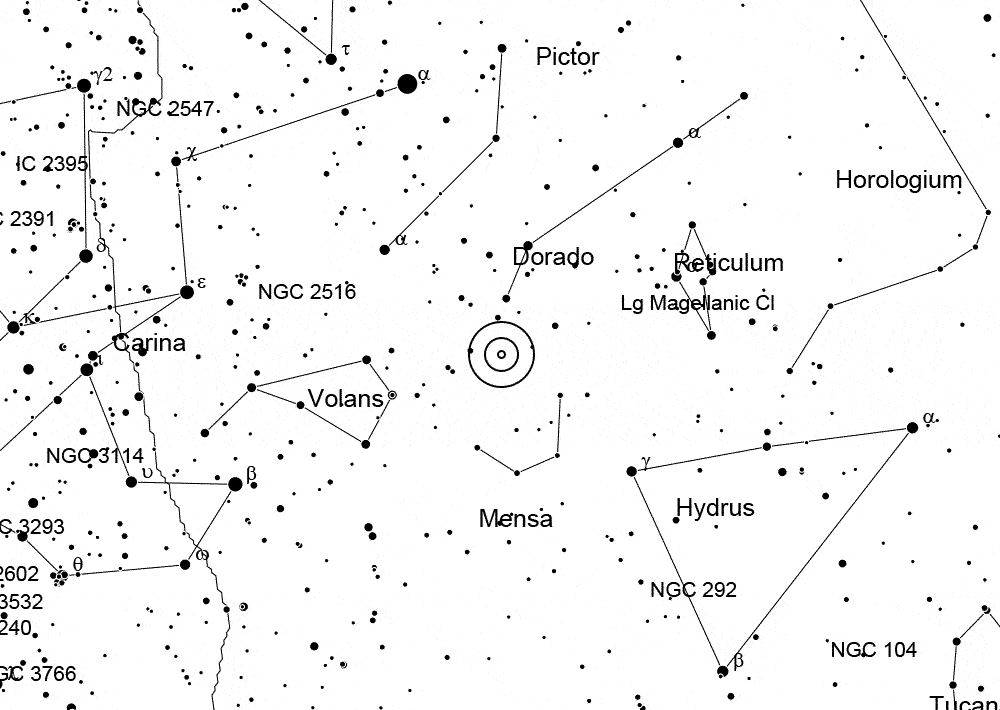 τ
Pictor
α
γ2
NGC 2547
α
χ
IC 2395
Horologium
C 2391
α
δ
Dorado
Reticulum
α
ε
NGC 2516
Lg Magellanic Cl
κ
Carina
ι
Volans
α
NGC 3114
γ
υ
β
Hydrus
Mensa
C 3293
ω
θ
2602
NGC 292
3532
240
NGC 104
β
GC 3766
λ
Tucan